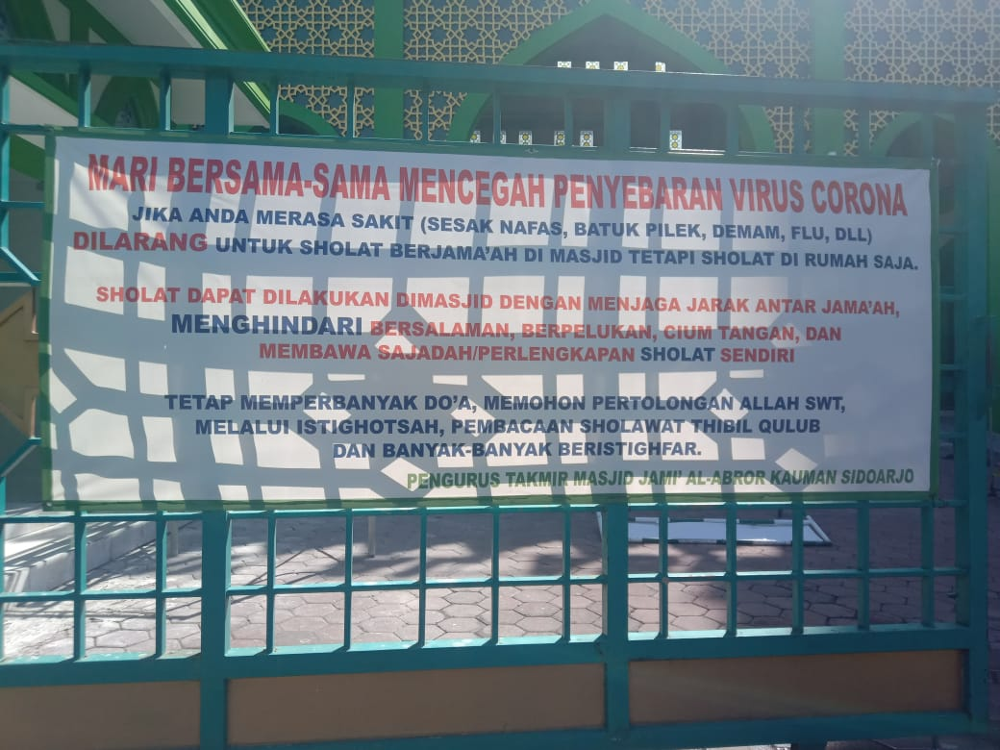 MARI BERSAMA-SAMA MENCEGAH PENYEBARAN VIRUS CORONA
JIKA ANDA MERASA SAKIT (SESAK NAFAS, BATUK PILEK, DEMAM, FLU, DLL)
DILARANG UNTUK SHOLAT BERJAMA'AH DI MASJID TETAPI SHOLAT DI RUMAH SAJA.
SHOLAT DAPAT DILAKUKAN DIMASJID DENGAN MENJAGA JARAK ANTAR JAMA'AH,
MENGHINDARI BERSALAMAN, BERPELUKAN, CIUM TANGAN, DAN
MEMBAWA SAJADAH/PERLENGKAPAN SHOLAT SENDIRI
TETAP MEMPERBANYAK DO'A, MEMOHON PERTOLONGAN ALLAH SWT,
MELALUI ISTIGHOTSAH, PEMBACAAN SHOLAWAT THIBIL QULUB
DAN BANYAK-BANYAK BERISTIGHFAR.
PENGURUS TAKMIR MASJID JAMI' AL-ABROR KAUMAN SIDOARJO